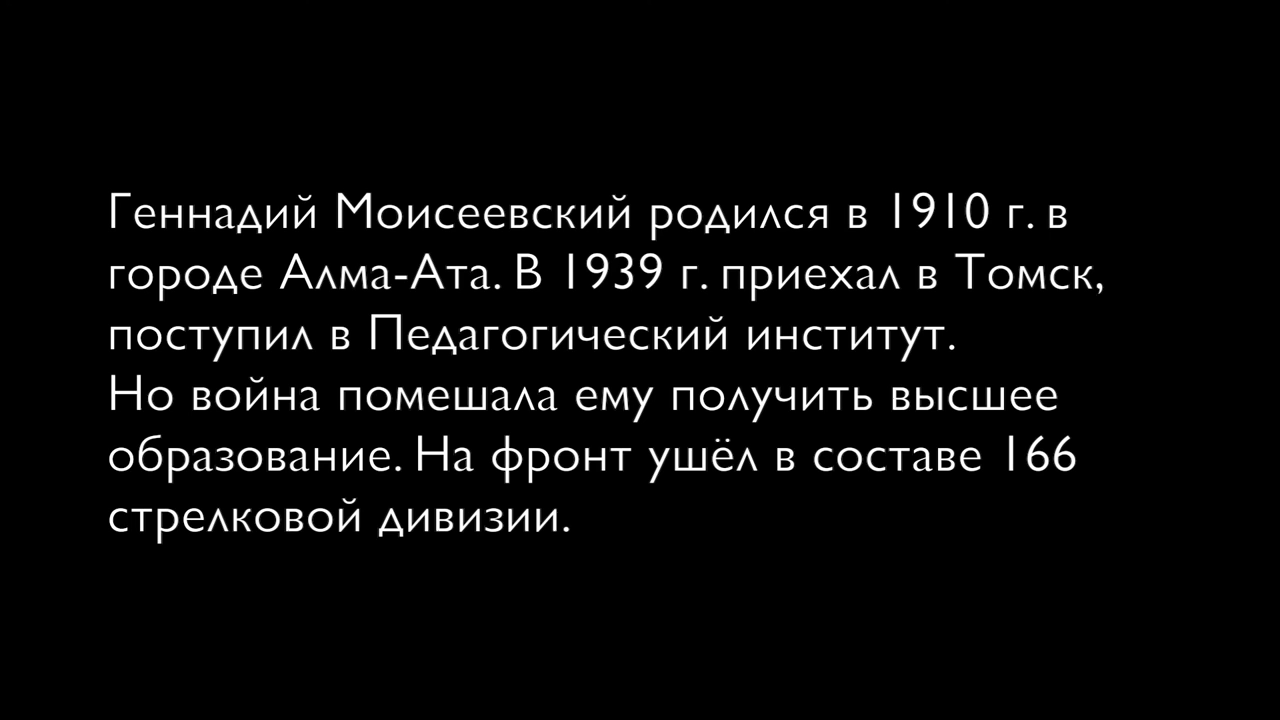 Геннадий Моисеевский родился в 1910 г. в
городе Алма-Ата. В 1939 г. приехал в Томск,
поступил в Педагогический институт.
Но война помешала ему получить высшее
образование. На фронт ушёл в составе 166
стрелковой дивизии.